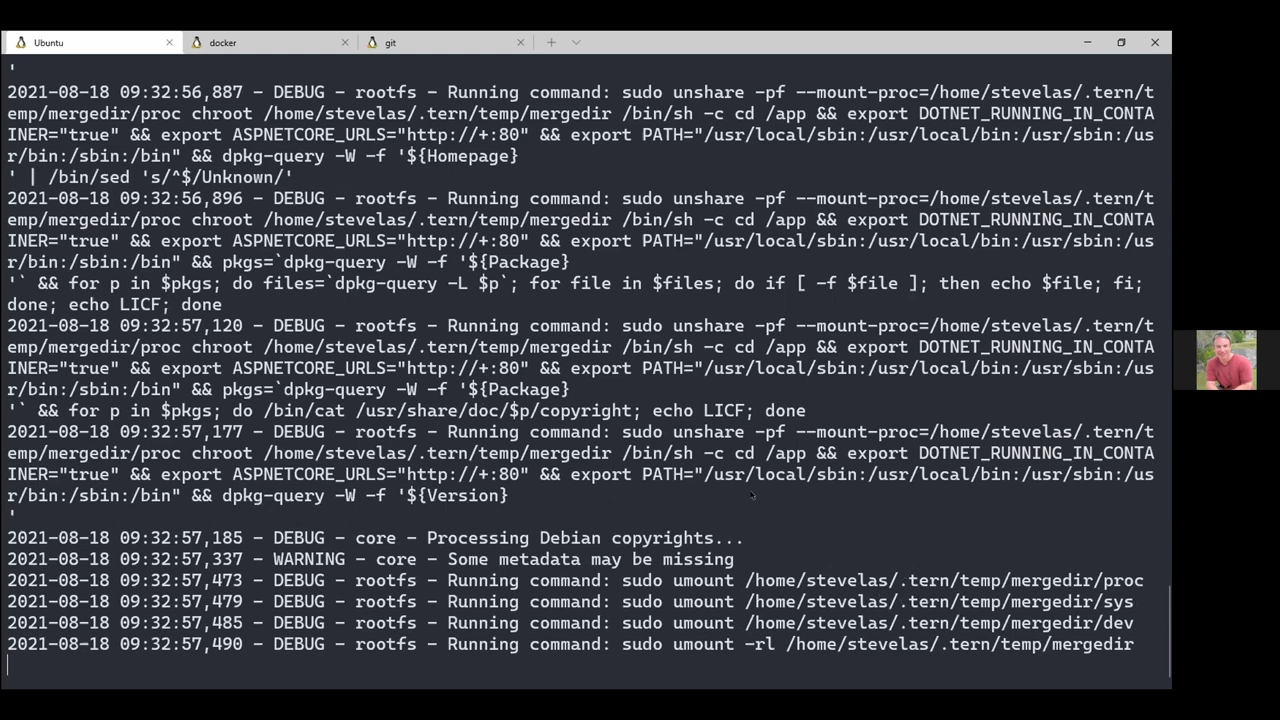 Ubuntu
docker
git
'
2021-08-18 09:32:56,887 - DEBUG - rootfs - Running command: sudo unshare -pf --mount-proc=/home/stevelas/.tern/t
emp/mergedir/proc chroot /home/stevelas/.tern/temp/mergedir /bin/sh -c cd /app && export DOTNET_RUNNING_IN_CONTA
INER="true" && export ASPNETCORE_URLS="http://+:80" && export PATH="/usr/local/sbin:/usr/local/bin:/usr/sbin:/us
r/bin:/sbin:/bin" && dpkg-query -W -f '${Homepage}
' | /bin/sed 's/^$/Unknown/'
2021-08-18 09:32:56,896 - DEBUG - rootfs - Running command: sudo unshare -pf --mount-proc=/home/stevelas/.tern/t
emp/mergedir/proc chroot /home/stevelas/.tern/temp/mergedir /bin/sh -c cd /app && export DOTNET_RUNNING_IN_CONTA
INER="true" && export ASPNETCORE_URLS="http://+:80" && export PATH="/usr/local/sbin:/usr/local/bin:/usr/sbin:/us
r/bin:/sbin:/bin" && pkgs=`dpkg-query -W -f '${Package}
'` && for p in $pkgs; do files=`dpkg-query -L $p`; for file in $files; do if [ -f $file ]; then echo $file; fi;
done; echo LICF; done
2021-08-18 09:32:57,120 - DEBUG - rootfs - Running command: sudo unshare -pf --mount-proc=/home/stevelas/.tern/t
emp/mergedir/proc chroot /home/stevelas/.tern/temp/mergedir /bin/sh -c cd /app && export DOTNET_RUNNING_IN_CONTA
INER="true" && export ASPNETCORE_URLS="http://+:80" && export PATH="/usr/local/sbin:/usr/local/bin:/usr/sbin:/us
r/bin:/sbin:/bin" && pkgs=`dpkg-query -W -f '${Package}
'` && for p in $pkgs; do /bin/cat /usr/share/doc/$p/copyright; echo LICF; done
2021-08-18 09:32:57,177 - DEBUG - rootfs - Running command: sudo unshare -pf --mount-proc=/home/stevelas/.tern/t
emp/mergedir/proc chroot /home/stevelas/.tern/temp/mergedir /bin/sh -c cd /app && export DOTNET_RUNNING_IN_CONTA
INER="true" && export ASPNETCORE_URLS="http://+:80" && export PATH="/usr/local/sbin:/usr/local/bin:/usr/sbin:/us
r/bin:/sbin:/bin" && dpkg-query -W -f '${Version}
'
2021-08-18 09:32:57,185 - DEBUG - core - Processing Debian copyrights...
2021-08-18 09:32:57,337 - WARNING - core - Some metadata may be missing
2021-08-18 09:32:57,473 - DEBUG - rootfs - Running command: sudo umount /home/stevelas/.tern/temp/mergedir/proc
2021-08-18 09:32:57,479 - DEBUG - rootfs - Running command: sudo umount /home/stevelas/.tern/temp/mergedir/sys
2021-08-18 09:32:57,485 - DEBUG - rootfs - Running command: sudo umount /home/stevelas/.tern/temp/mergedir/dev
2021-08-18 09:32:57,490 - DEBUG - rootfs - Running command: sudo umount -rl /home/stevelas/.tern/temp/mergedir